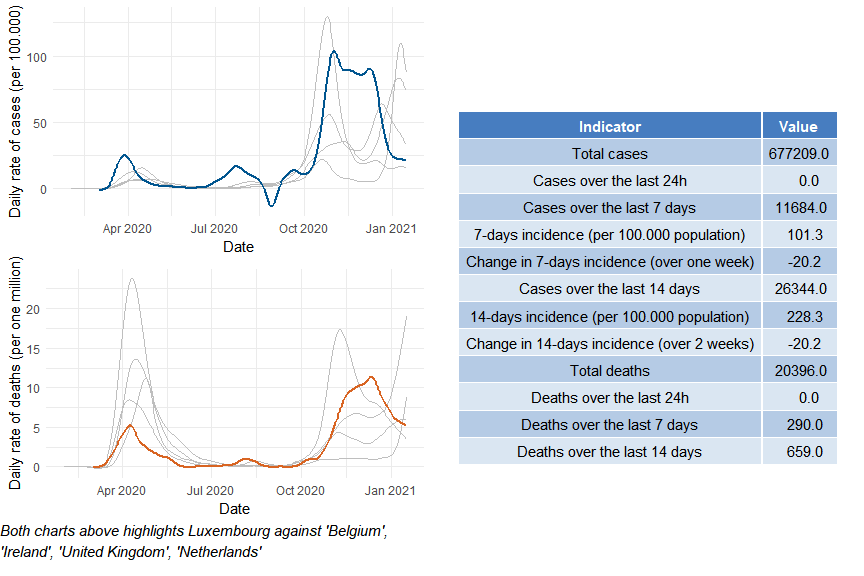 Daily rate of cases (per 100.000)
100
50
0
Apr 2020 Jul 2020 Oct 2020 Jan 2021
Date
Daily rate of deaths (per one million)
20
15
10
5
0
Apr 2020 Jul 2020 Oct 2020 Jan 2021
Date
Both charts above highlights Luxembourg against 'Belgium',
'Ireland', 'United Kingdom', 'Netherlands'
Indicator Value
Total cases 677209.0
Cases over the last 24h 0.0
Cases over the last 7 days 11684.0
7-days incidence (per 100.000 population) 101.3
Change in 7-days incidence (over one week) -20.2
Cases over the last 14 days 26344.0
14-days incidence (per 100.000 population) 228.3
Change in 14-days incidence (over 2 weeks) -20.2
Total deaths 20396.0
Deaths over the last 24h 0.0
Deaths over the last 7 days 290.0
Deaths over the last 14 days 659.0